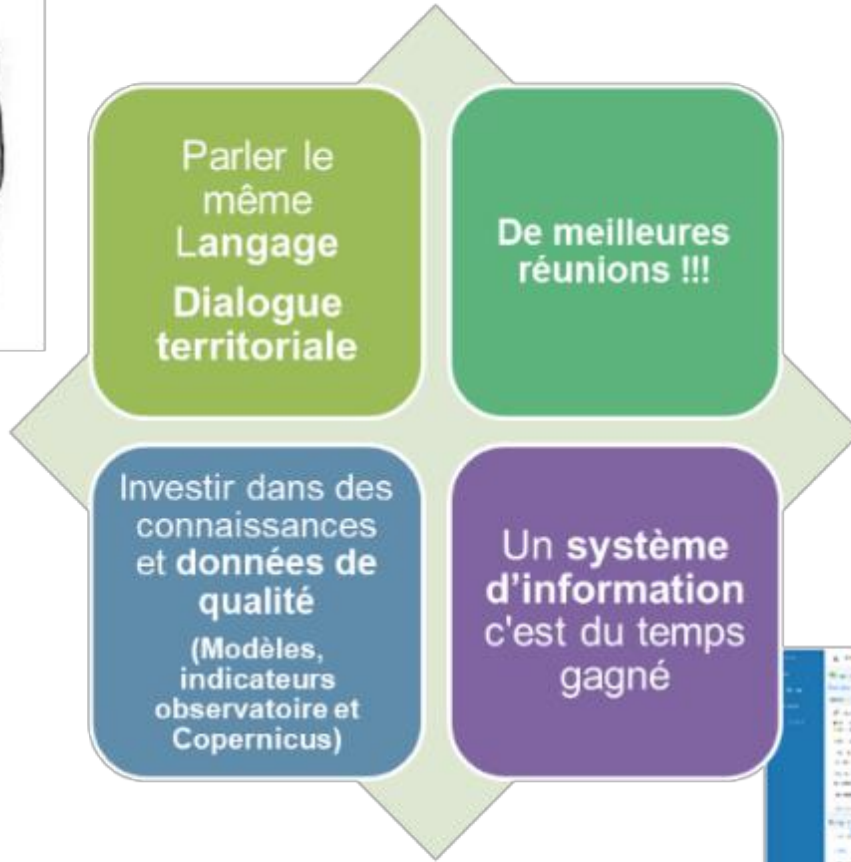 Parler le
même
Langage
Dialogue
territoriale
De meilleures
réunions !!!
Investir dans des
connaissances
et données de
qualité
(Modèles,
indicateurs
observatoire et
Copernicus)
Un système
d'information
c'est du temps
gagné